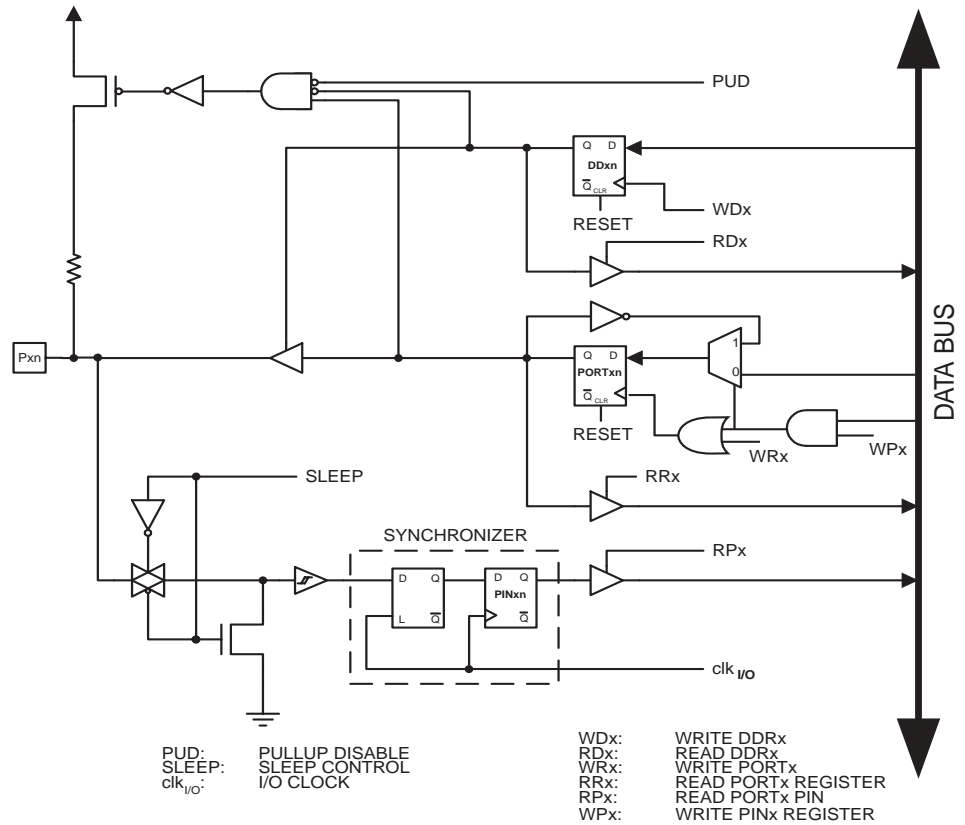 PUD
Q D
DDxn
Q CLR
WDx
RESET
RDx
Pxn
1
Q D
PORTxn
0
Q CLR
RESET
WRx
WPx
DATA BUS
SLEEP
RRx
SYNCHRONIZER
RPx
D Q
L Q
D Q
PINxn
Q
clk I/O
PUD: PULLUP DISABLE
SLEEP: SLEEP CONTROL
clkI/O: I/O CLOCK
WDx: WRITE DDRx
RDx: READ DDRx
WRx: WRITE PORTx
RRx: READ PORTx REGISTER
RPx: READ PORTx PIN
WPx: WRITE PINx REGISTER